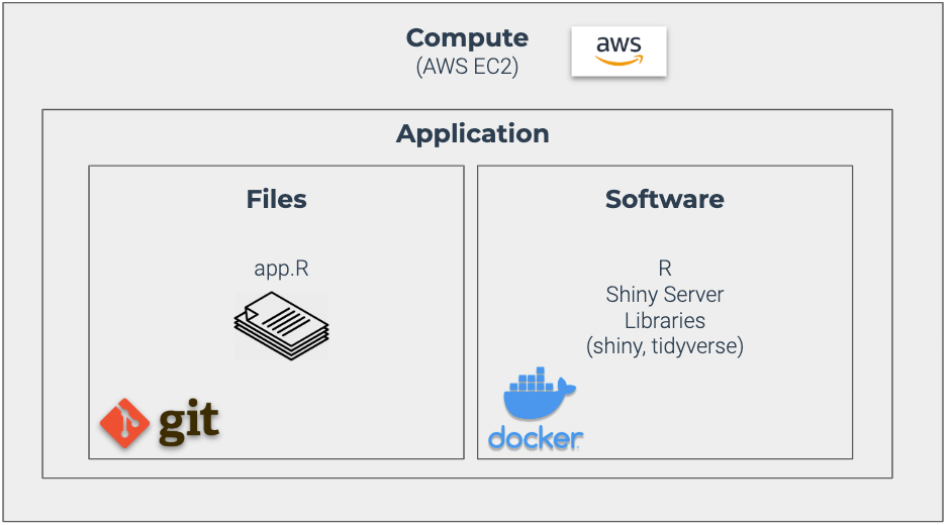 Compute
(AWS EC2)
aws
Application
Files
app.R
git
Software
R
Shiny Server
Libraries
(shiny, tidyverse)
docker